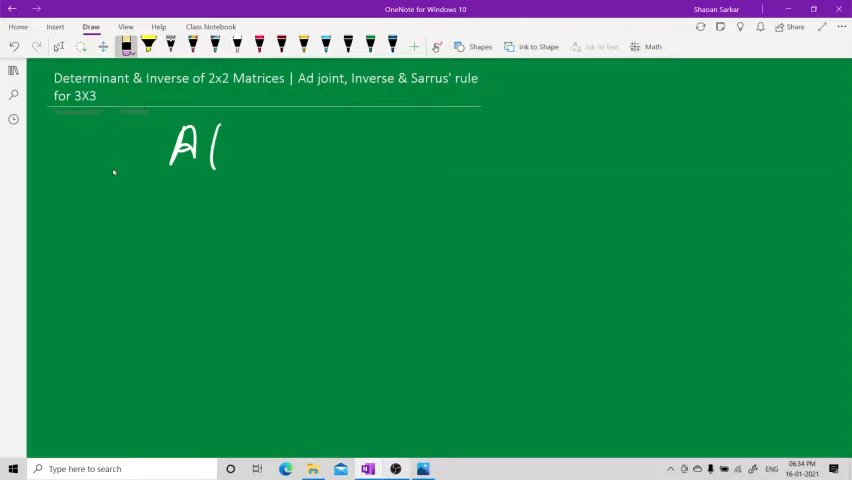 OneNote for Windows 10
Shaoan Sarkar
Home Insert Draw View Help Class Notebook
Share
Shapes Ink to Shape Ink to Text Math
Determinant & Inverse of 2x2 Matrices | Ad joint, Inverse & Sarrus' rule
for 3X3
A(
Type here to search
ENG
06:34 PM
16-01-2021